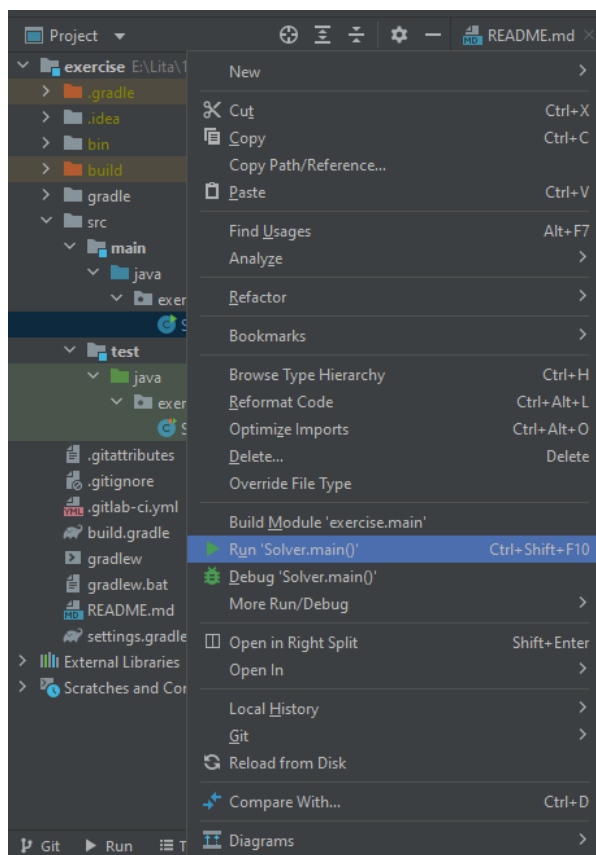 Project
README.md
exercise E:\Lita\1
.gradle
.idea
bin
build
gradle
src
main
java
exer
S
test
java
exer
S
.gitattributes
.gitignore
.gitlab-ci.yml
build.gradle
gradlew
gradlew.bat
README.md
settings.gradle
External Libraries
Scratches and Cor
New
Cut Ctrl+X
Copy Ctrl+C
Copy Path/Reference...
Paste Ctrl+V
Find Usages Alt+F7
Analyze
Refactor
Bookmarks
Browse Type Hierarchy Ctrl+H
Reformat Code Ctrl+Alt+L
Optimize Imports Ctrl+Alt+O
Delete... Delete
Override File Type
Build Module 'exercise.main'
Run 'Solver.main()' Ctrl+Shift+F10
Debug 'Solver.main()'
More Run/Debug
Open in Right Split Shift+Enter
Open In
Local History
Git
Reload from Disk
Compare With... Ctrl+D
Diagrams
Git Run T